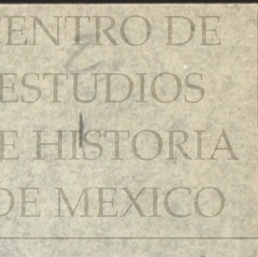 ENTRO DE
ESTUDIOS
E HISTORIA
DE MEXICO